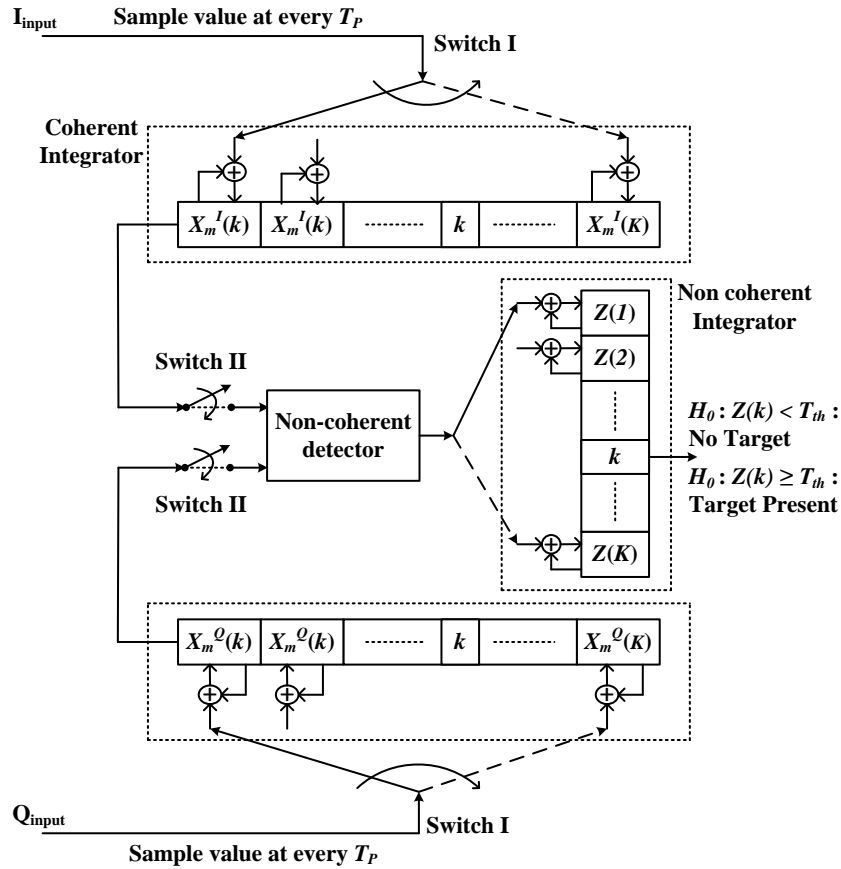 I_input
Sample value at every T_P
Switch I
Coherent
Integrator
+
+
+
X_m^I(k)
X_m^I(k)
k
X_m^I(K)
Non coherent
Integrator
+
Z(1)
+
Z(2)
Switch II
Non-coherent
detector
k
H_0 : Z(k) < T_th :
No Target
H_0 : Z(k) ≥ T_th :
Target Present
Switch II
+
Z(K)
X_m^Q(k)
X_m^Q(k)
k
X_m^Q(K)
+
+
+
Q_input
Switch I
Sample value at every T_P